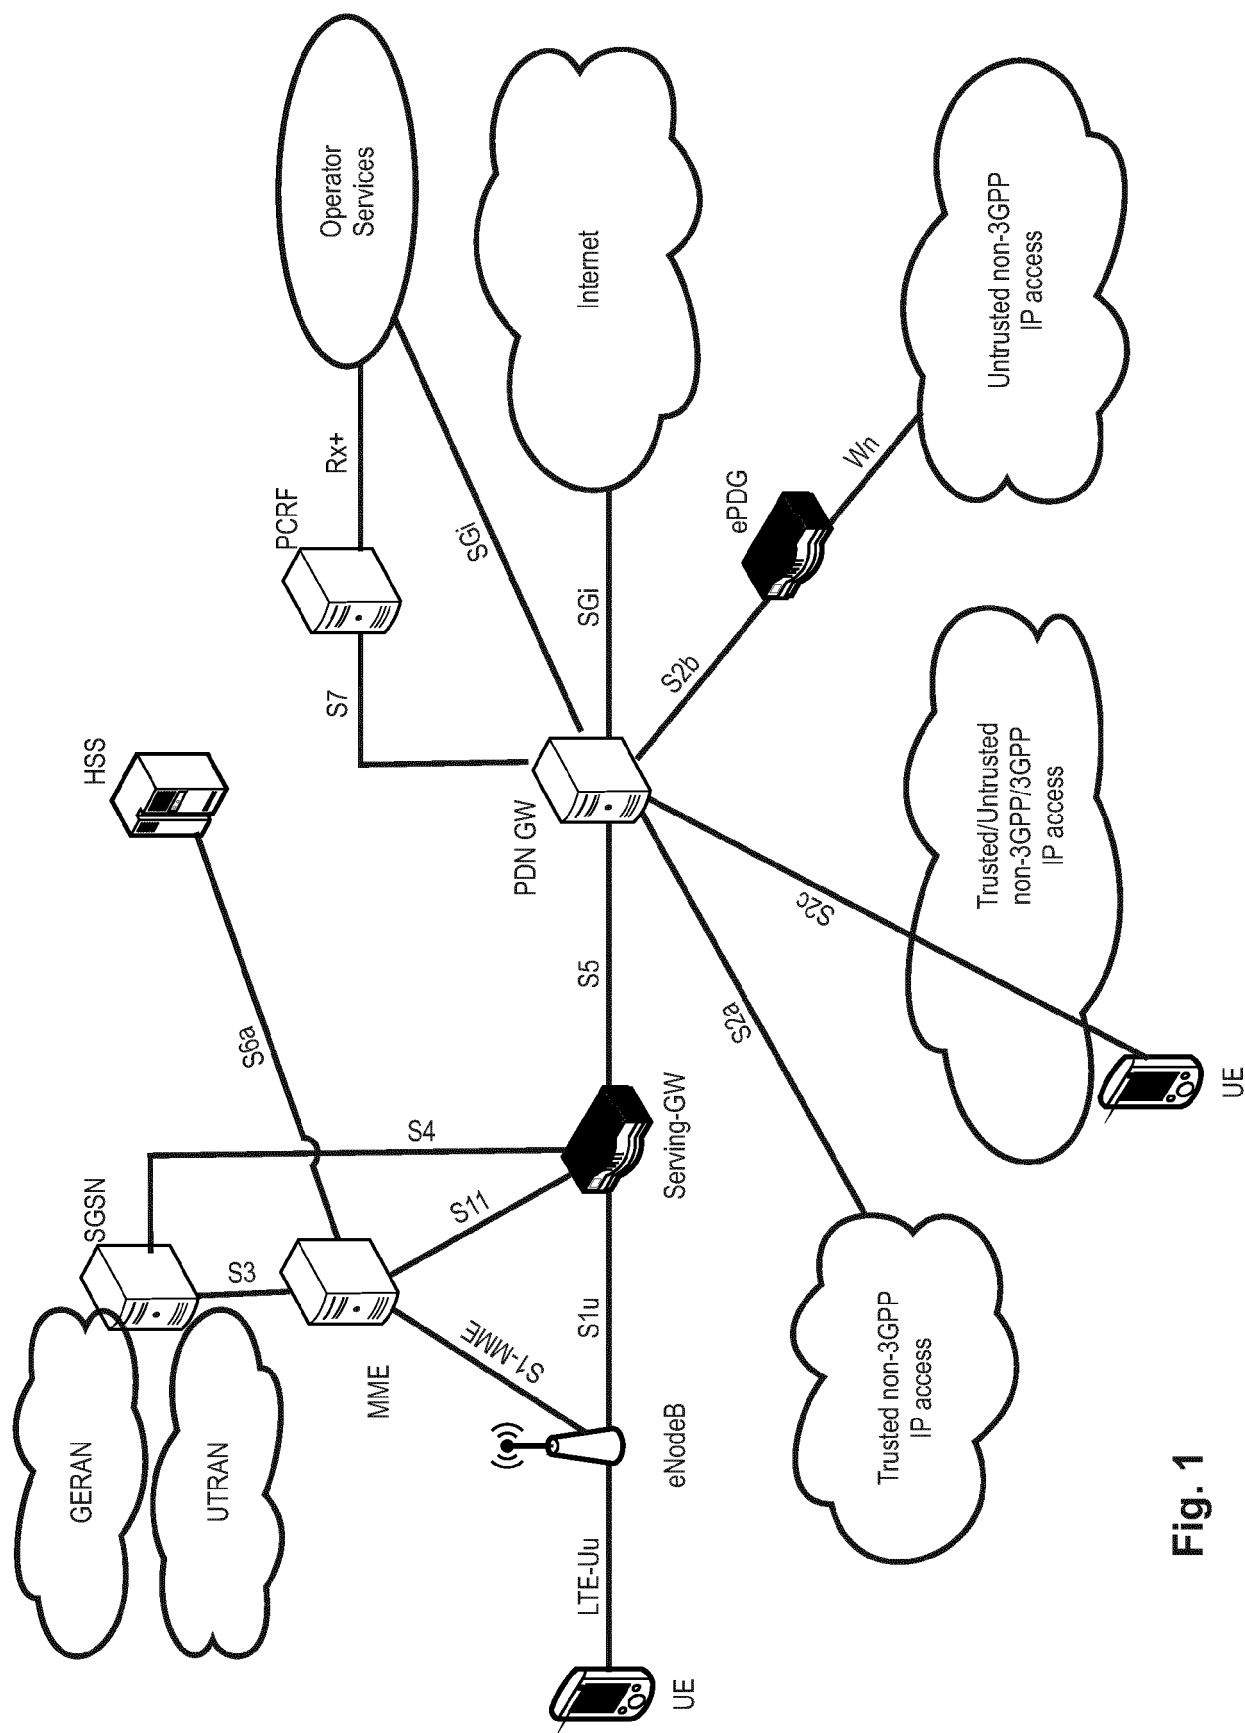 GERAN
UTRAN
SGSN
HSS
S3
S6a
S4
S7
PCRF
Rx+
Operator
Services
MME
S11
S1-MME
SGi
PDN GW
Internet
UE
LTE-Uu
eNodeB
S1u
Serving-GW
S5
SGi
S2a
S2c
S2b
ePDG
Wn
Trusted non-3GPP
IP access
Trusted/Untrusted
non-3GPP/3GPP
IP access
Untrusted non-3GPP
IP access
UE
Fig. 1